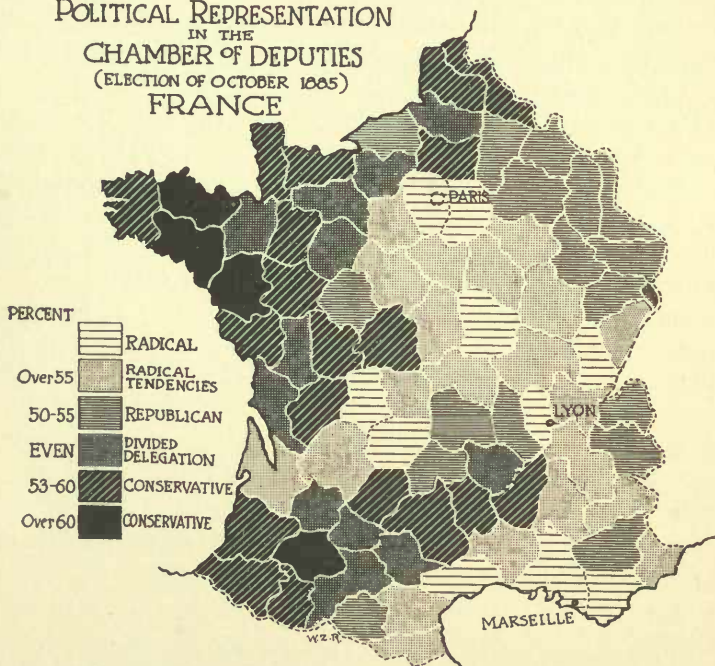 POLITICAL REPRESENTATION
IN THE
CHAMBER OF DEPUTIES
(ELECTION OF OCTOBER 1885)
FRANCE
PARIS
PERCENT
RADICAL
Over 55 RADICAL TENDENCIES
50-55 REPUBLICAN
EVEN DIVIDED DELEGATION
53-60 CONSERVATIVE
Over 60 CONSERVATIVE
LYON
MARSEILLE
W.Z.R.